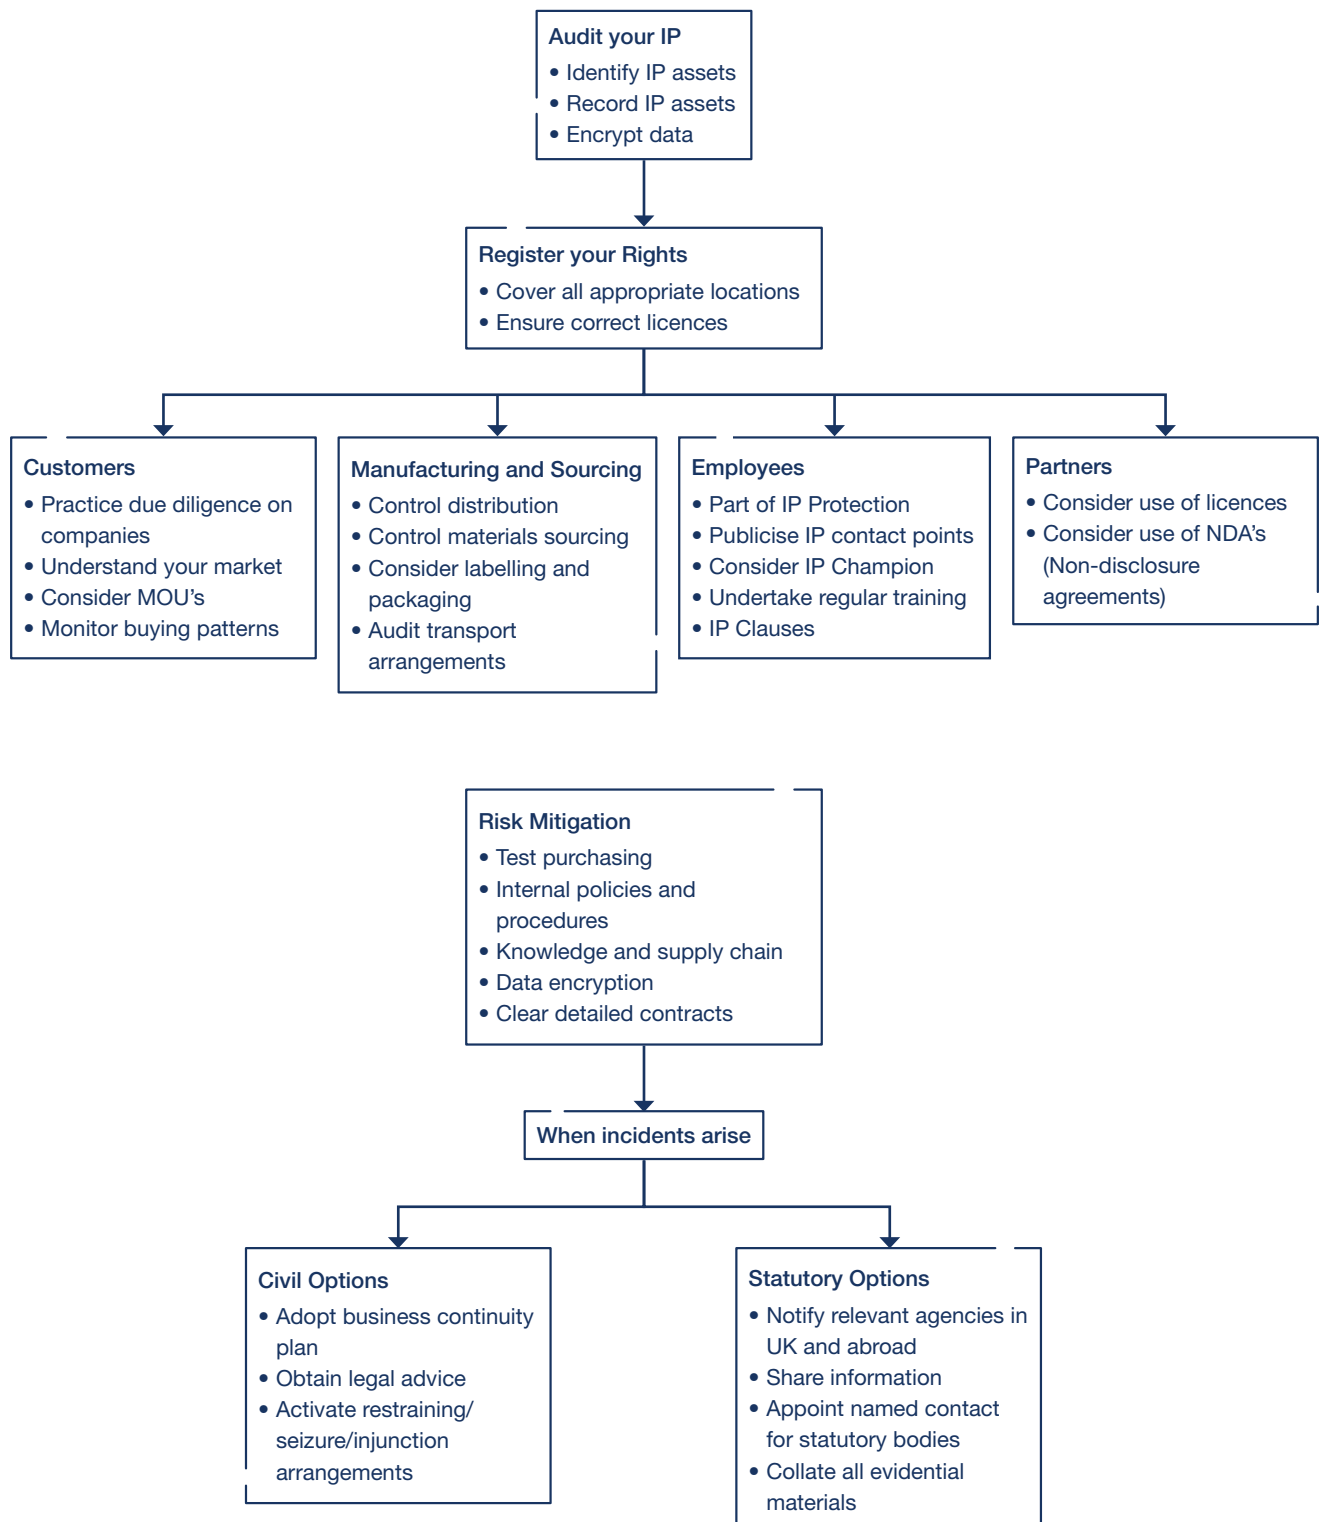 Audit your IP
• Identify IP assets
• Record IP assets
• Encrypt data
Register your Rights
• Cover all appropriate locations
• Ensure correct licences
Customers
• Practice due diligence on
companies
• Understand your market
• Consider MOU's
• Monitor buying patterns
Manufacturing and Sourcing
• Control distribution
• Control materials sourcing
• Consider labelling and
packaging
• Audit transport
arrangements
Employees
• Part of IP Protection
• Publicise IP contact points
• Consider IP Champion
• Undertake regular training
• IP Clauses
Partners
• Consider use of licences
• Consider use of NDA's
(Non-disclosure
agreements)
Risk Mitigation
• Test purchasing
• Internal policies and
procedures
• Knowledge and supply chain
• Data encryption
• Clear detailed contracts
When incidents arise
Civil Options
• Adopt business continuity
plan
• Obtain legal advice
• Activate restraining/
seizure/injunction
arrangements
Statutory Options
• Notify relevant agencies in
UK and abroad
• Share information
• Appoint named contact
for statutory bodies
• Collate all evidential
materials